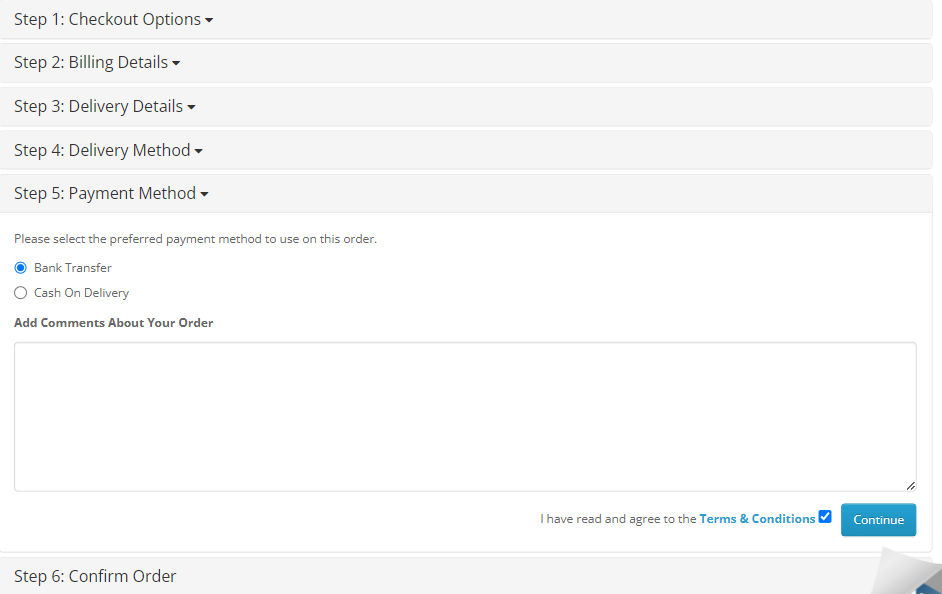 Step 1: Checkout Options
Step 2: Billing Details
Step 3: Delivery Details
Step 4: Delivery Method
Step 5: Payment Method
Please select the preferred payment method to use on this order.
Bank Transfer
Cash On Delivery
Add Comments About Your Order
I have read and agree to the Terms & Conditions Continue
Step 6: Confirm Order